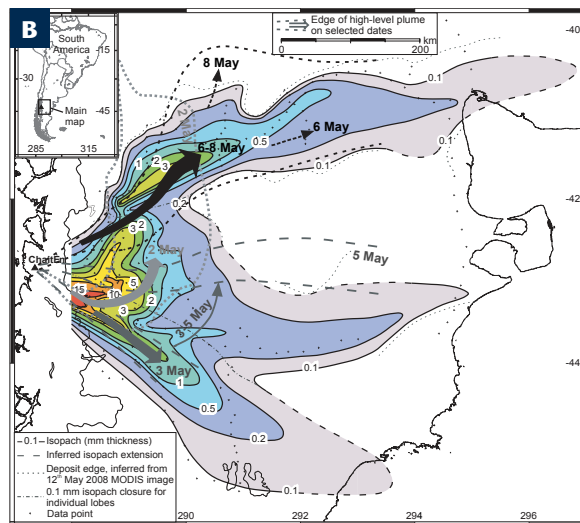 B
South
America
-15
-30
-45
Main
map
285
315
Edge of high-level plume
on selected dates
0
km
200
8 May
0.1
2 May
6 May
0.5
6-8 May
1
2
3
0.1
0.1
0.2
-42
3
2
2 May
Chaitén
5 May
15
10
5
2
3
3-5 May
3 May
1
0.1
-44
0.5
0.2
0.1
–0.1– Isopach (mm thickness)
Inferred isopach extension
Deposit edge, inferred from
12th May 2008 MODIS image
0.1 mm isopach closure for
individual lobes
Data point
290
292
294
296